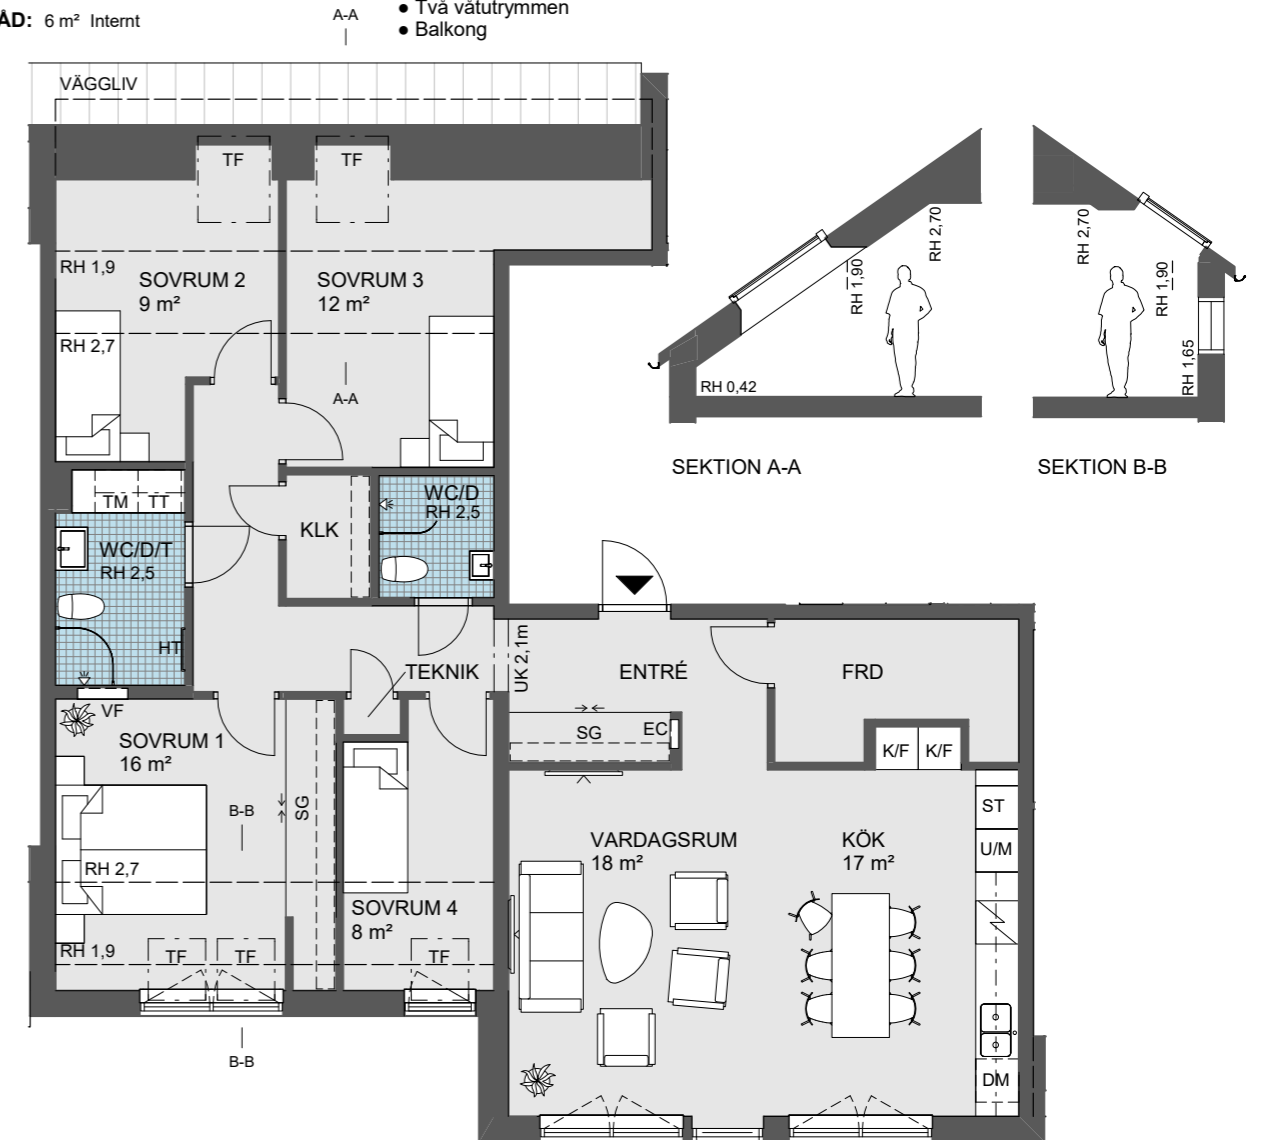 ÅD: 6 m² Internt
A-A
● Två våtutrymmen
● Balkong
VÄGGLIV
TF
TF
RH 1,9
SOVRUM 2
9 m²
SOVRUM 3
12 m²
RH 2,7
A-A
RH 2,70
RH 1,90
RH 0,42
SEKTION A-A
RH 2,70
RH 1,90
RH 1,65
SEKTION B-B
TM
TT
WC/D/T
RH 2,5
HT
KLK
WC/D
RH 2,5
TEKNIK
UK 2,1m
ENTRÉ
FRD
SG
EC
K/F
K/F
VF
SOVRUM 1
16 m²
B-B
SG
RH 2,7
RH 1,9
TF
TF
SOVRUM 4
8 m²
TF
B-B
VARDAGSRUM
18 m²
KÖK
17 m²
ST
U/M
DM